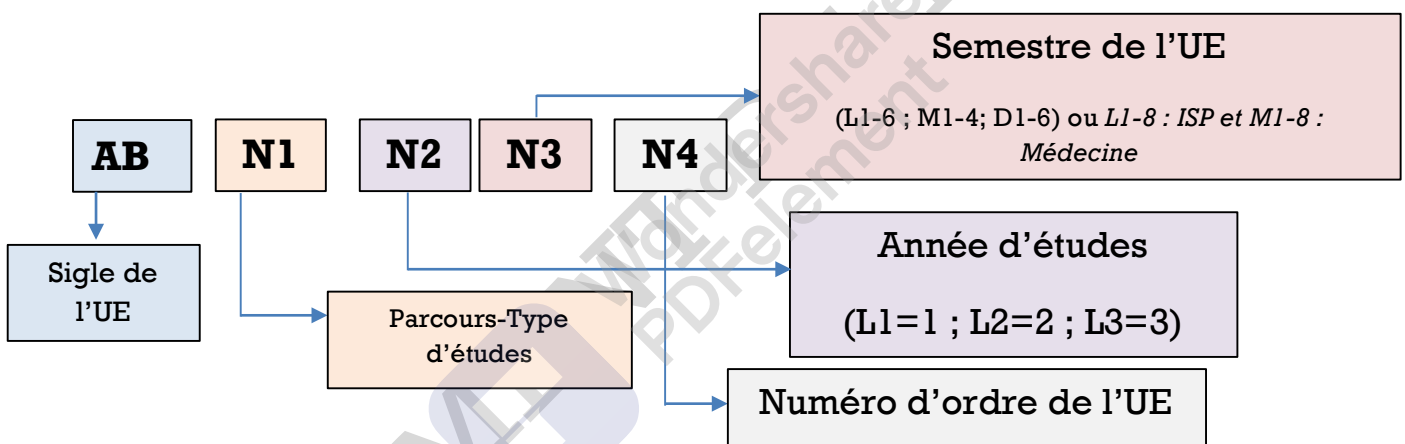 Semestre de l’UE
(L1-6 ; M1-4; D1-6) ou L1-8 : ISP et M1-8 :
Médecine
AB N1 N2 N3 N4
Sigle de
l’UE
Parcours-Type
d’études
Année d’études
(L1=1 ; L2=2 ; L3=3)
Numéro d’ordre de l’UE
Wondershare
PDFelement